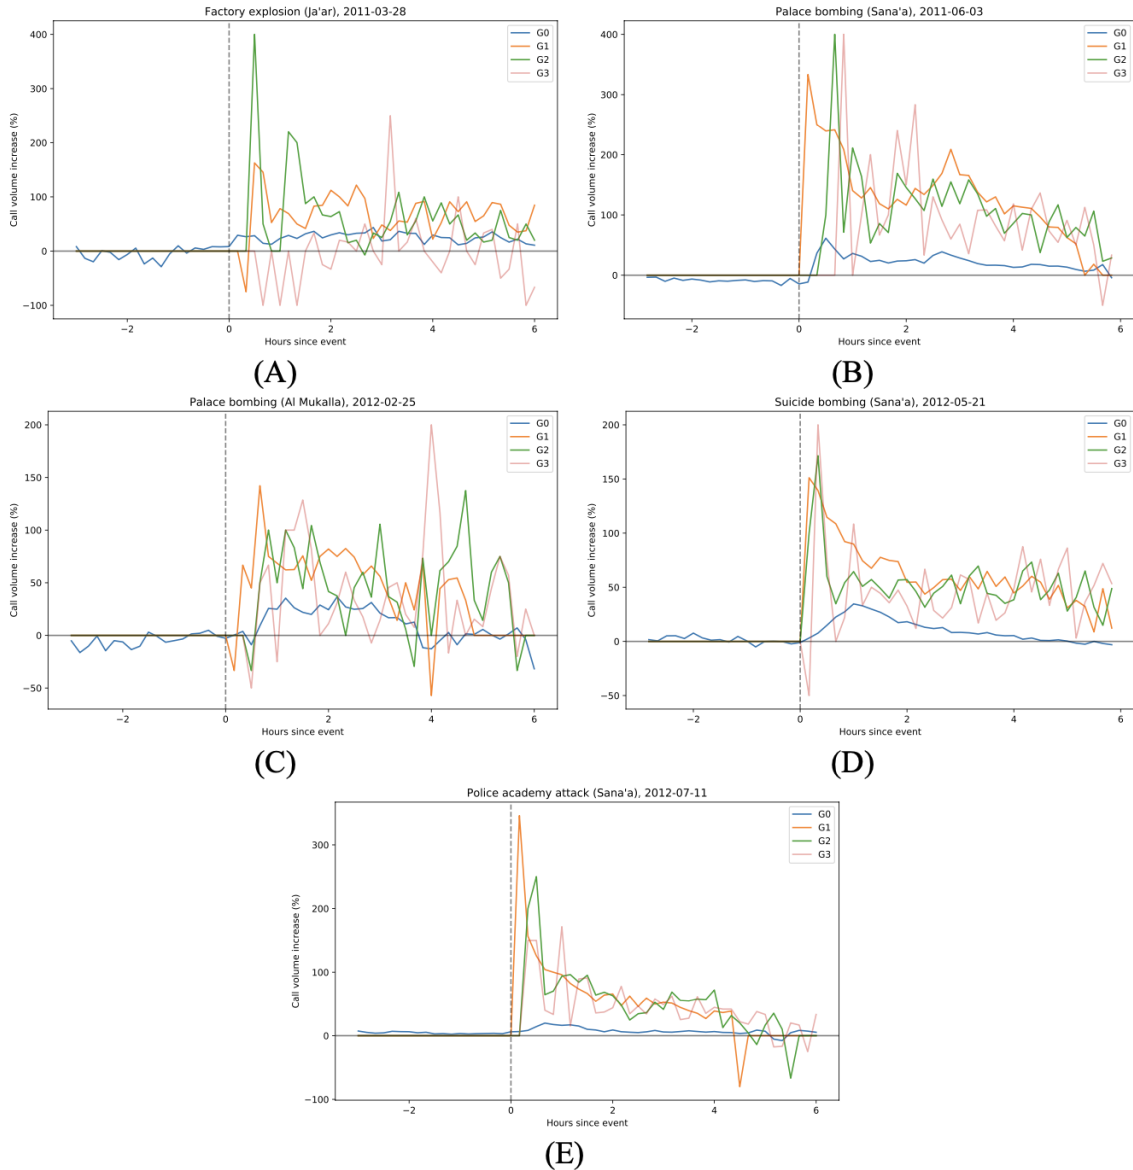 Factory explosion (Ja'ar), 2011-03-28
Call volume increase (%)
400
300
200
100
0
−100
−2
0
2
4
6
Hours since event
G0
G1
G2
G3
(A)
Palace bombing (Sana'a), 2011-06-03
Call volume increase (%)
400
300
200
100
0
−2
0
2
4
6
Hours since event
G0
G1
G2
G3
(B)
Palace bombing (Al Mukalla), 2012-02-25
Call volume increase (%)
200
150
100
50
0
−50
−2
0
2
4
6
Hours since event
G0
G1
G2
G3
(C)
Suicide bombing (Sana'a), 2012-05-21
Call volume increase (%)
200
150
100
50
0
−50
−2
0
2
4
6
Hours since event
G0
G1
G2
G3
(D)
Police academy attack (Sana'a), 2012-07-11
Call volume increase (%)
300
200
100
0
−100
−2
0
2
4
6
Hours since event
G0
G1
G2
G3
(E)